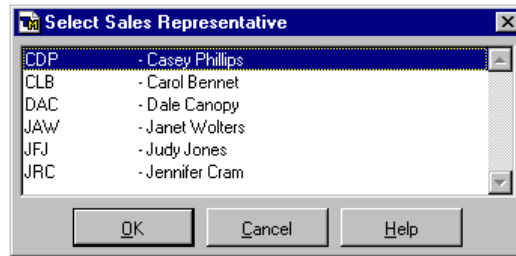 Select Sales Representative
CDP - Casey Phillips
CLB - Carol Bennet
DAC - Dale Canopy
JAW - Janet Wolters
JFJ - Judy Jones
JRC - Jennifer Cram
OK Cancel Help